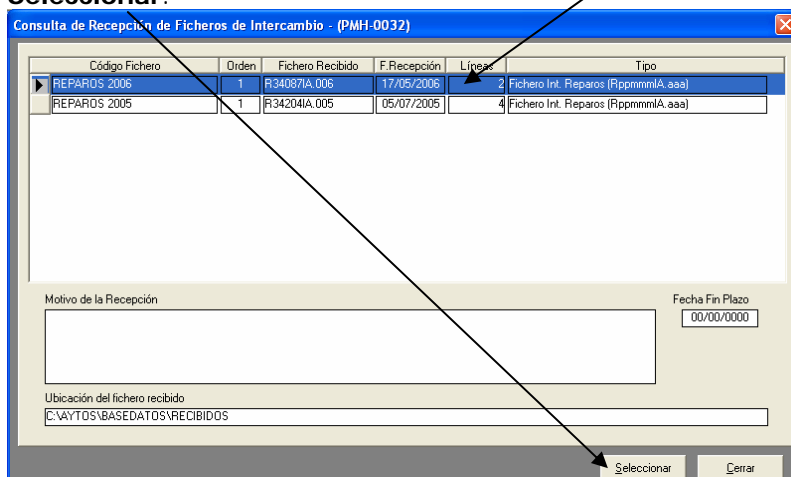 Seleccionar.
Consulta de Recepción de Ficheros de Intercambio - (PMH-0032)
Código Fichero Orden Fichero Recibido F.Recepción Líneas Tipo
REPAROS 2006 1 R34087IA.006 17/05/2006 2 Fichero Int. Reparos (RppmmmIA.aaa)
REPAROS 2005 1 R34204IA.005 05/07/2005 4 Fichero Int. Reparos (RppmmmIA.aaa)
Motivo de la Recepción Fecha Fin Plazo
00/00/0000
Ubicación del fichero recibido
C:\AYTOS\BASEDATOS\RECIBIDOS
Seleccionar Cerrar